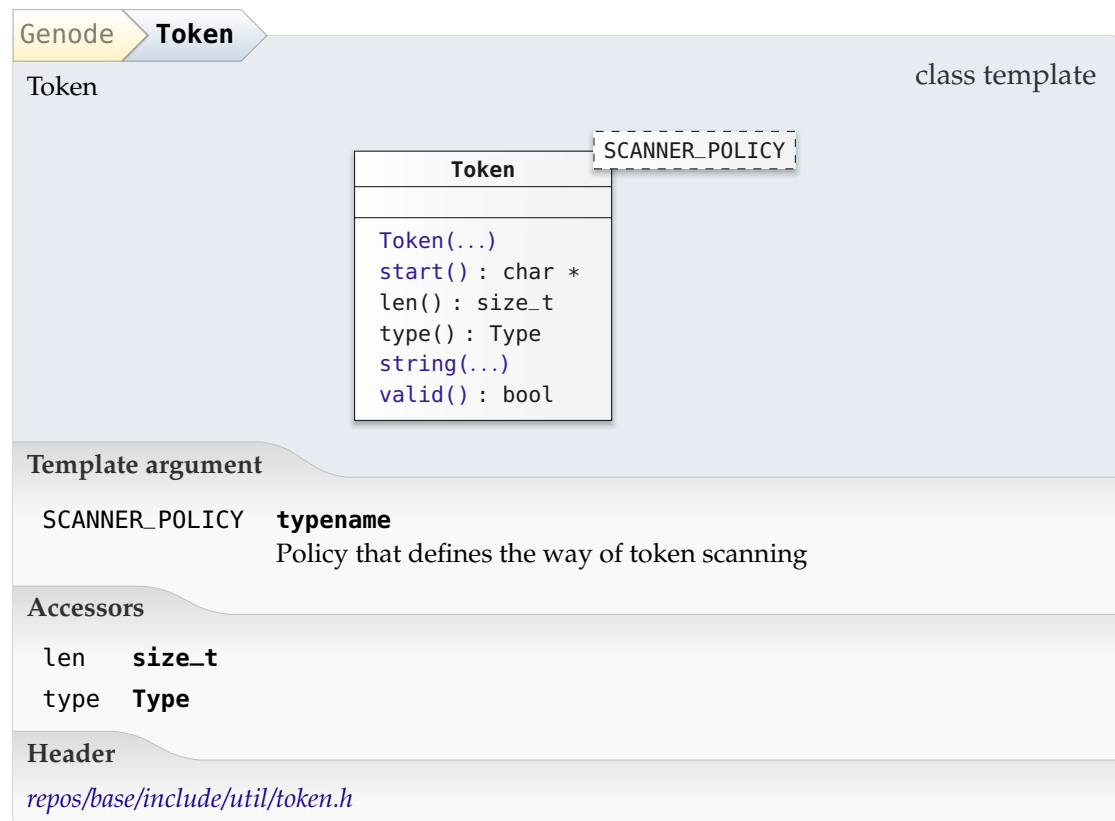 Genode Token
Token
class template
SCANNER_POLICY
Token
Token(...)
start() : char *
len() : size_t
type() : Type
string(...)
valid() : bool
Template argument
SCANNER_POLICY typename
Policy that defines the way of token scanning
Accessors
len size_t
type Type
Header
repos/base/include/util/token.h